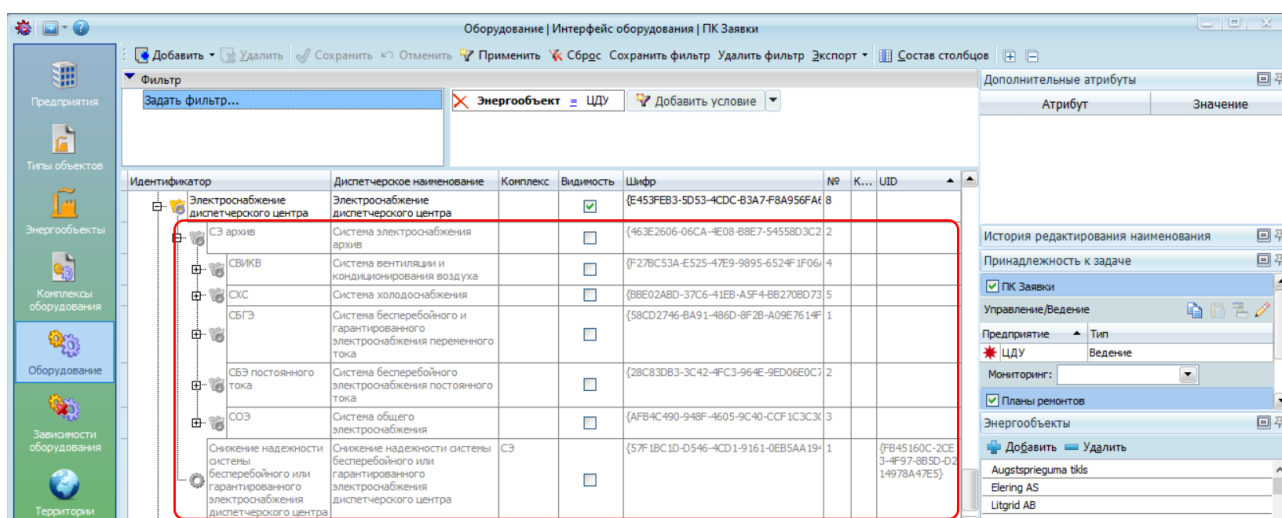 Оборудование | Интерфейс оборудования | ПК Заявки
Добавить Удалить Сохранить Отменить Применить Сброс Сохранить фильтр Удалить фильтр Экспорт Состав столбцов
Предприятия
Типы объектов
Энергообъекты
Комплексы
оборудования
Оборудование
Зависимости
оборудования
Территории
Фильтр
Задать фильтр...
Энергообъект = ЦДУ Добавить условие
Идентификатор Диспетчерское наименование Комплекс Видимость Шифр № К... UID
Электроснабжение
диспетчерского центра
Электроснабжение
диспетчерского центра
{E453FEB3-5D53-4CDC-B3A7-F8A956FA 8
СЭ архив
Система электроснабжения
архив
{463E2606-06CA-4E08-B8E7-54558D3C2 2
СВИКВ
Система вентиляции и
кондиционирования воздуха
{F27BC53A-E525-47E9-9895-6524F1F06 4
СХС Система холодоснабжения {BBE02ABD-37C6-41EB-A5F4-BB270BD73 5
СБГЭ
Система бесперебойного и
гарантированного
электроснабжения переменного
тока
{58CD2746-BA91-486D-8F2B-A09E7614F 1
СБЭ постоянного
тока
Система бесперебойного
электроснабжения постоянного
тока
{28C83DB3-3C42-4FC3-964E-9ED06E0C 2
СОЭ
Система общего
электроснабжения
{AFB4C490-948F-4605-9C40-CCF1C3C3 3
Снижение надежности
системы
бесперебойного или
гарантированного
электроснабжения
диспетчерского центра
Снижение надежности системы
бесперебойного или
гарантированного
электроснабжения
диспетчерского центра
СЭ
{57F1BC1D-D546-4CD1-9161-0EB5AA19 1
{FB45160C-2CE
3-4F97-8B5D-D2
14978A47E5}
Дополнительные атрибуты
Атрибут Значение
История редактирования наименования
Принадлежность к задаче
ПК Заявки
Управление/Ведение
Предприятие Тип
ЦДУ Ведение
Мониторинг:
Планы ремонтов
Энергообъекты
Добавить Удалить
Augstsprieguma tikls
Elering AS
Litgrid AB